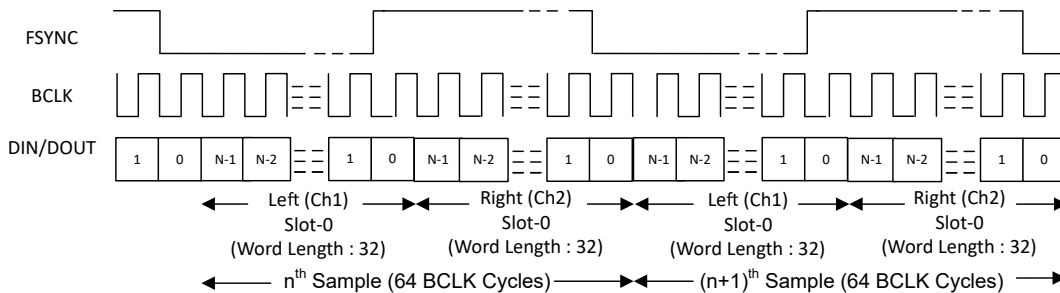 FSYNC
BCLK
DIN/DOUT
1 0 N-1 N-2 1 0 N-1 N-2 1 0 N-1 N-2 1 0 N-1 N-2 1 0
Left (Ch1) Right (Ch2) Left (Ch1) Right (Ch2)
Slot-0 Slot-0 Slot-0 Slot-0
(Word Length : 32) (Word Length : 32) (Word Length : 32) (Word Length : 32)
nth Sample (64 BCLK Cycles) (n+1)th Sample (64 BCLK Cycles)